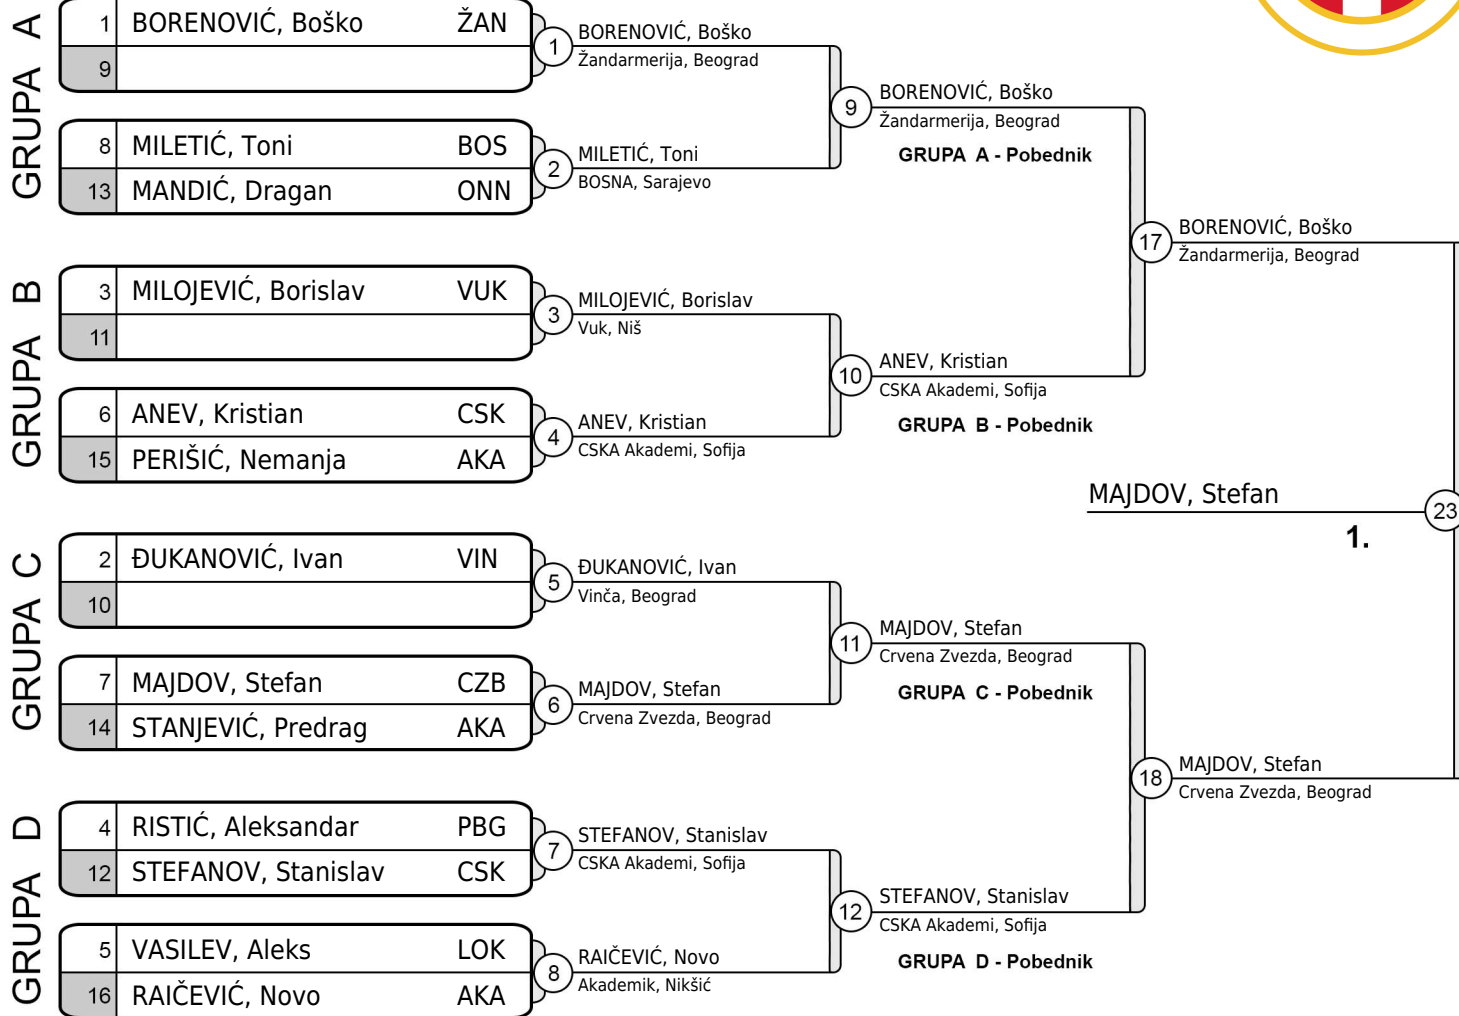 GRUPA A
1 BORENOVIĆ, Boško ŽAN
9
8 MILETIĆ, Toni BOS
13 MANDIĆ, Dragan ONN
GRUPA B
3 MILOJEVIĆ, Borislav VUK
11
6 ANEV, Kristian CSK
15 PERIŠIĆ, Nemanja AKA
GRUPA C
2 ĐUKANOVIĆ, Ivan VIN
10
7 MAJDOV, Stefan CZB
14 STANJEVIĆ, Predrag AKA
GRUPA D
4 RISTIĆ, Aleksandar PBG
12 STEFANOV, Stanislav CSK
5 VASILEV, Aleks LOK
16 RAIČEVIĆ, Novo AKA
1
BORENOVIĆ, Boško
Žandarmerija, Beograd
2
MILETIĆ, Toni
BOSNA, Sarajevo
3
MILOJEVIĆ, Borislav
Vuk, Niš
4
ANEV, Kristian
CSKA Akademi, Sofija
5
ĐUKANOVIĆ, Ivan
Vinča, Beograd
6
MAJDOV, Stefan
Crvena Zvezda, Beograd
7
STEFANOV, Stanislav
CSKA Akademi, Sofija
8
RAIČEVIĆ, Novo
Akademik, Nikšić
9
BORENOVIĆ, Boško
Žandarmerija, Beograd
GRUPA A - Pobednik
10
ANEV, Kristian
CSKA Akademi, Sofija
GRUPA B - Pobednik
11
MAJDOV, Stefan
Crvena Zvezda, Beograd
GRUPA C - Pobednik
12
STEFANOV, Stanislav
CSKA Akademi, Sofija
GRUPA D - Pobednik
17
BORENOVIĆ, Boško
Žandarmerija, Beograd
18
MAJDOV, Stefan
Crvena Zvezda, Beograd
MAJDOV, Stefan
23
1.